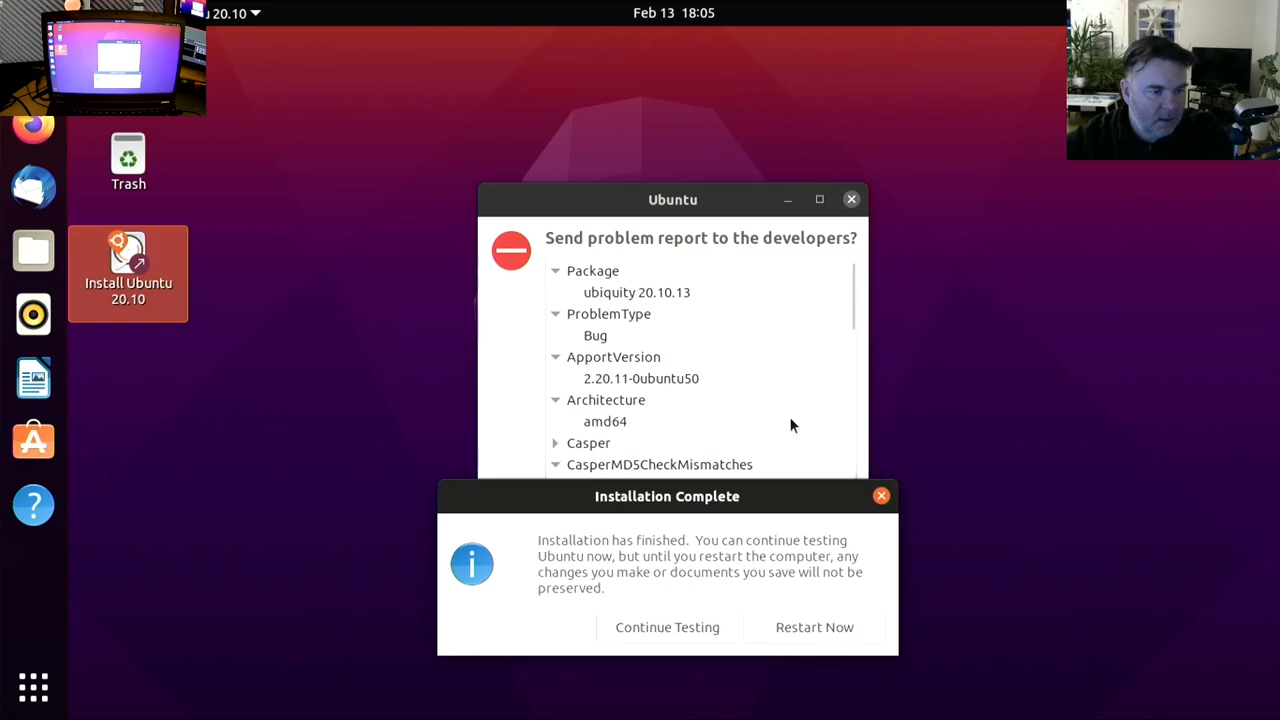 u 20.10
Feb 13 18:05
Trash
Install Ubuntu
20.10
Ubuntu
Send problem report to the developers?
Package
ubiquity 20.10.13
ProblemType
Bug
ApportVersion
2.20.11-0ubuntu50
Architecture
amd64
Casper
CasperMD5CheckMismatches
Installation Complete
Installation has finished. You can continue testing
Ubuntu now, but until you restart the computer, any
changes you make or documents you save will not be
preserved.
Continue Testing
Restart Now